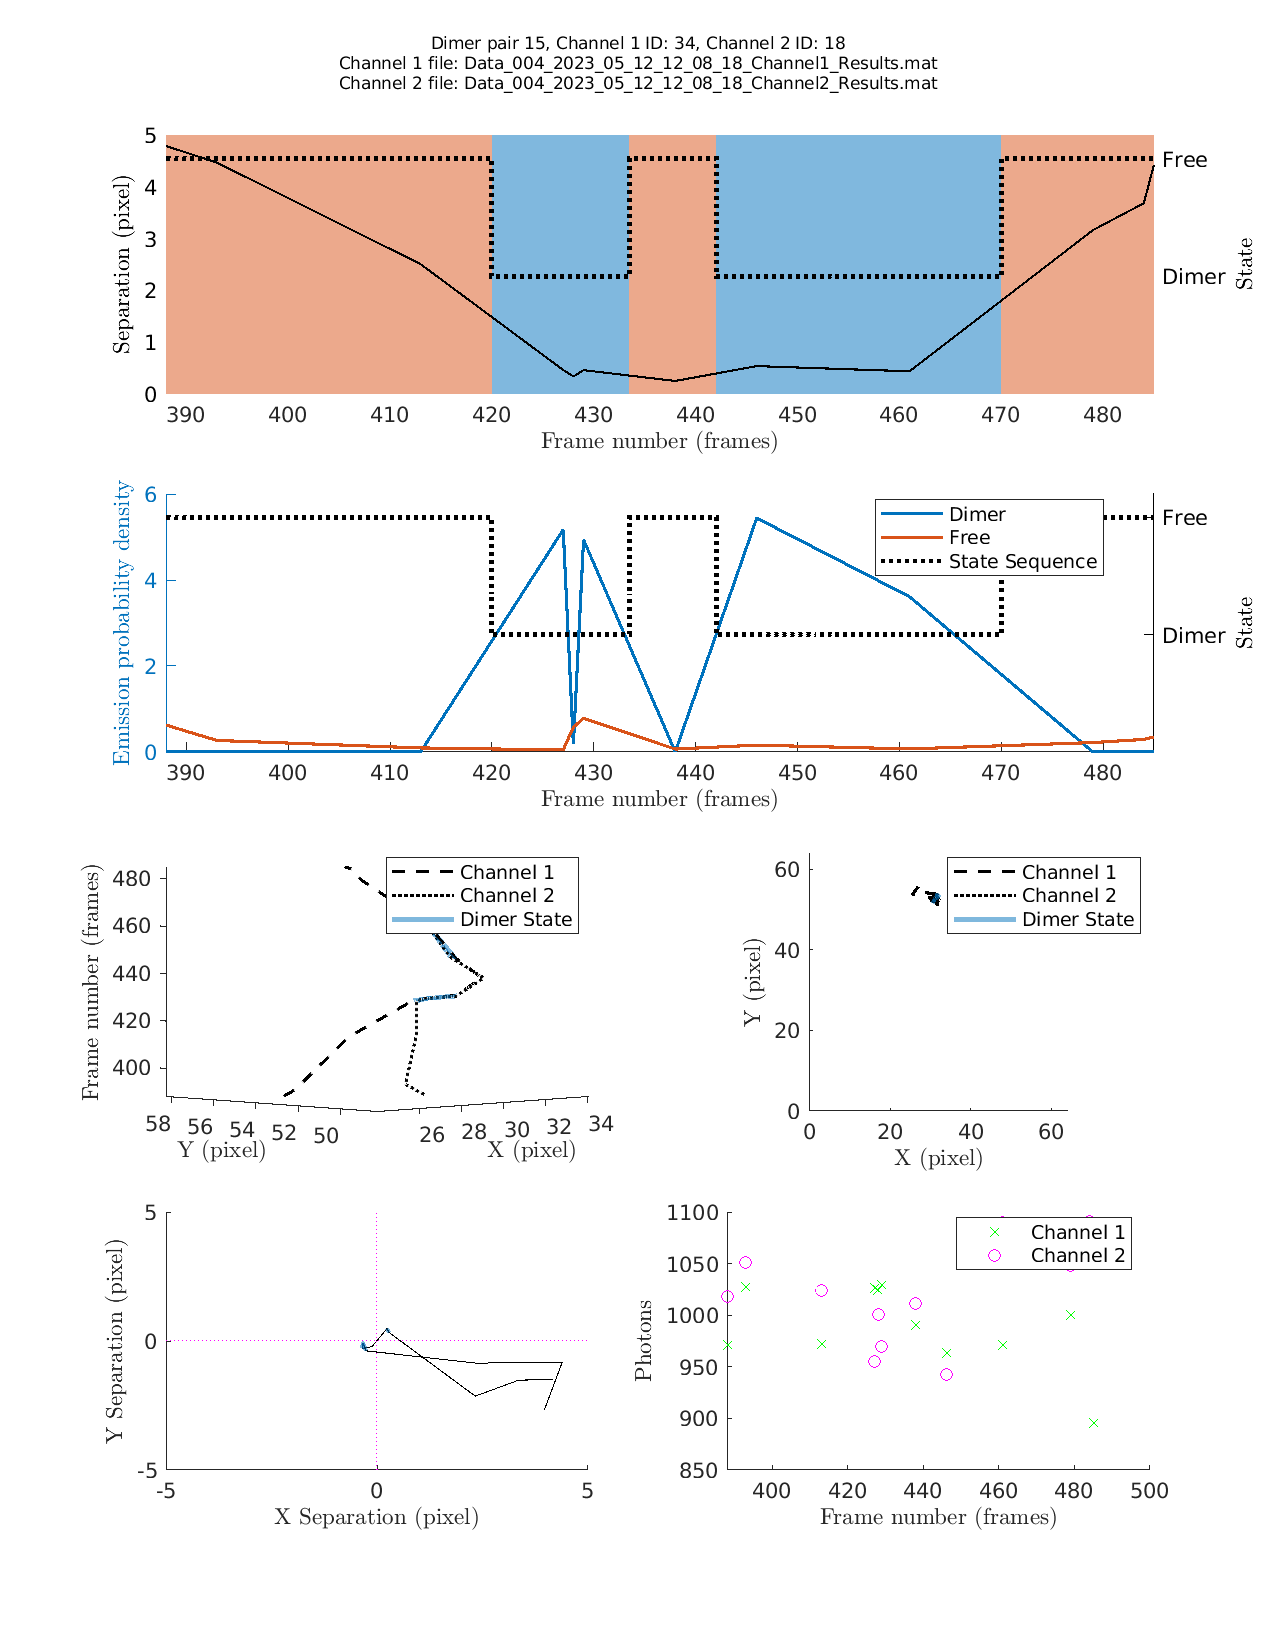 Dimer pair 15, Channel 1 ID: 34, Channel 2 ID: 18
Channel 1 file: Data_004_2023_05_12_12_08_18_Channel1_Results.mat
Channel 2 file: Data_004_2023_05_12_12_08_18_Channel2_Results.mat
5
4
3
2
1
0
Separation (pixel)
Free
Dimer
State
390 400 410 420 430 440 450 460 470 480
Frame number (frames)
6
4
2
0
Emission probability density
Dimer
Free
State Sequence
Free
Dimer
State
390 400 410 420 430 440 450 460 470 480
Frame number (frames)
480
460
440
420
400
Frame number (frames)
Channel 1
Channel 2
Dimer State
58 56 54 52 50
Y (pixel)
26 28 30 32 34
X (pixel)
60
40
20
0
Y (pixel)
Channel 1
Channel 2
Dimer State
0 20 40 60
X (pixel)
5
0
-5
Y Separation (pixel)
-5 0 5
X Separation (pixel)
1100
1050
1000
950
900
850
Photons
Channel 1
Channel 2
400 420 440 460 480 500
Frame number (frames)